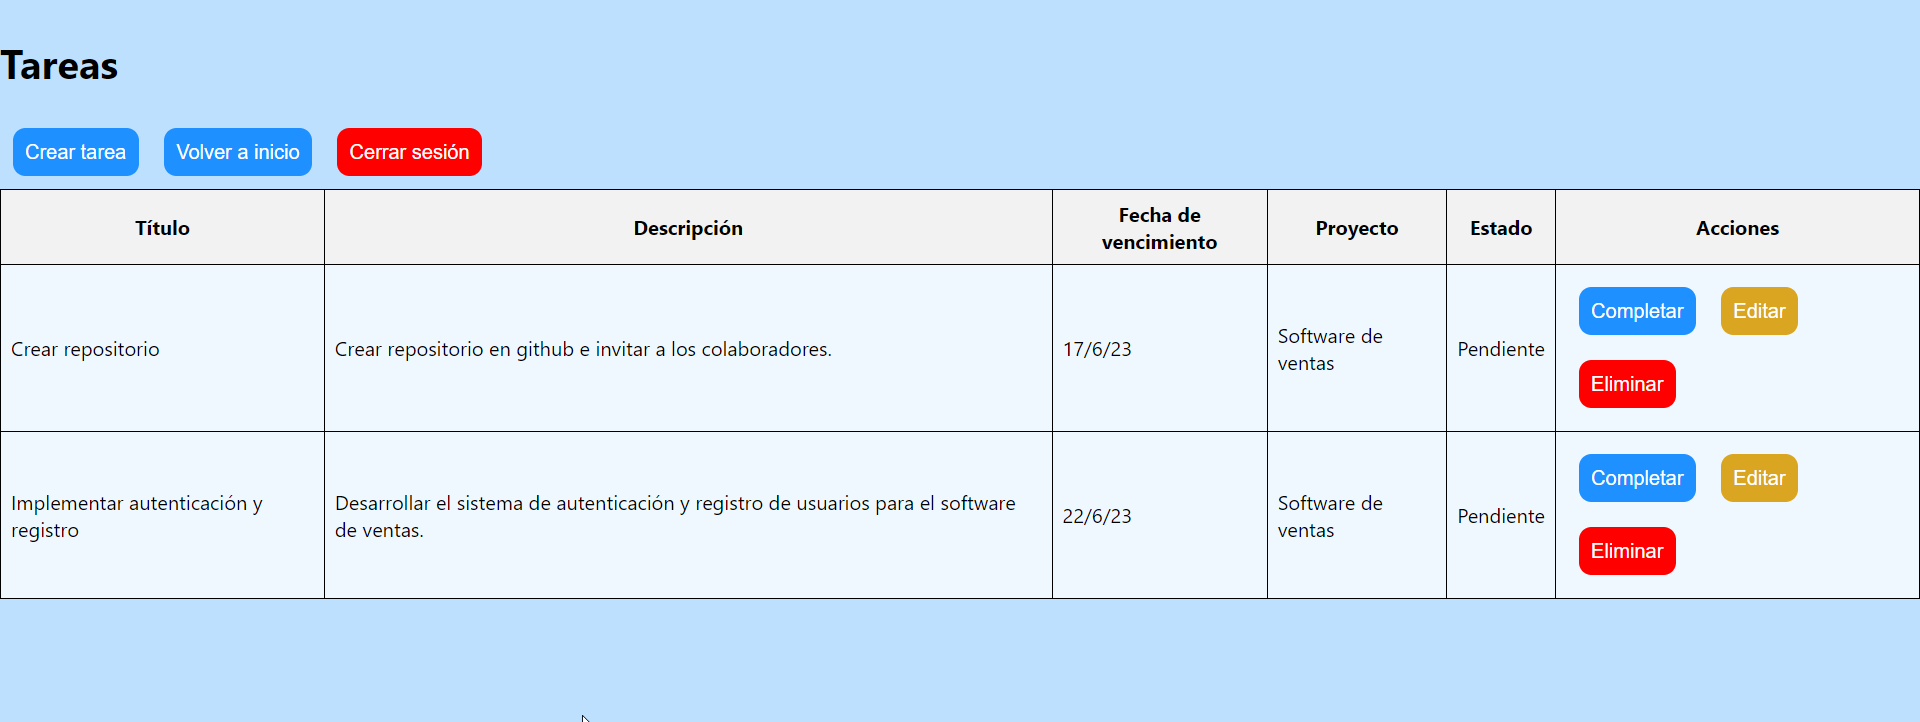 Tareas
Crear tarea Volver a inicio Cerrar sesión
Título Descripción Fecha de vencimiento Proyecto Estado Acciones
Crear repositorio
Crear repositorio en github e invitar a los colaboradores.
17/6/23
Software de
ventas
Pendiente
Completar Editar
Eliminar
Implementar autenticación y
registro
Desarrollar el sistema de autenticación y registro de usuarios para el software
de ventas.
22/6/23
Software de
ventas
Pendiente
Completar Editar
Eliminar